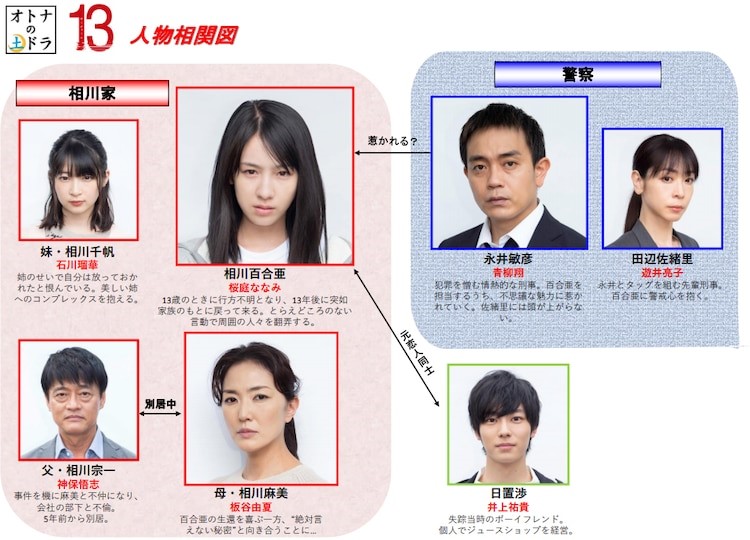 オトナの土ドラ
13
人物相関図
相川家
警察
惹かれる?
妹・相川千帆
石川瑠華
姉のせいで自分は放っておか
れたと恨んでいる。美しい姉
へのコンプレックスを抱える。
相川百合亜
桜庭ななみ
13歳のときに行方不明となり、13年後に突如
家族のもとに戻って来る。とらえどころのない
言動で周囲の人々を翻弄する。
永井敏彦
青柳翔
犯罪を憎む情熱的な刑事。百合亜を
担当するうち、不思議な魅力に惹か
れていく。佐緒里には頭が上がらな
い。
田辺佐緒里
遊井亮子
永井とタッグを組む先輩刑事。
百合亜に警戒心を抱く。
元恋人同士
別居中
父・相川宗一
神保悟志
事件を機に麻美と不仲になり、
会社の部下と不倫。
5年前から別居。
母・相川麻美
板谷由夏
百合亜の生還を喜ぶ一方、“絶対言
えない秘密”と向き合うことに…
日置渉
井上祐貴
失踪当時のボーイフレンド。
個人でジュースショップを経営。